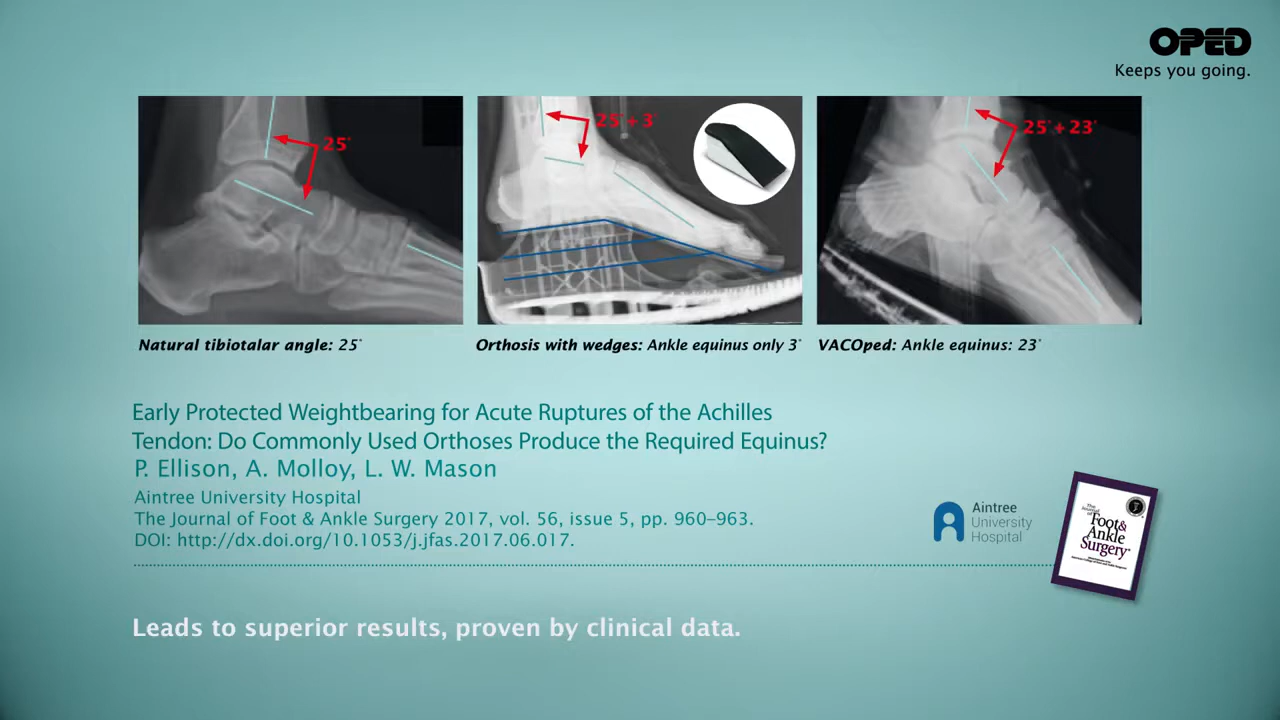 OPED
Keeps you going.
25°
25°+3°
25°+23°
Natural tibiotalar angle: 25°
Orthosis with wedges: Ankle equinus only 3°
VACOped: Ankle equinus: 23°
Early Protected Weightbearing for Acute Ruptures of the Achilles
Tendon: Do Commonly Used Orthoses Produce the Required Equinus?
P. Ellison, A. Molloy, L. W. Mason
Aintree University Hospital
The Journal of Foot & Ankle Surgery 2017, vol. 56, issue 5, pp. 960–963.
DOI: http://dx.doi.org/10.1053/j.jfas.2017.06.017.
Aintree
University
Hospital
The
Journal
of Foot&
Ankle
Surgery
Leads to superior results, proven by clinical data.